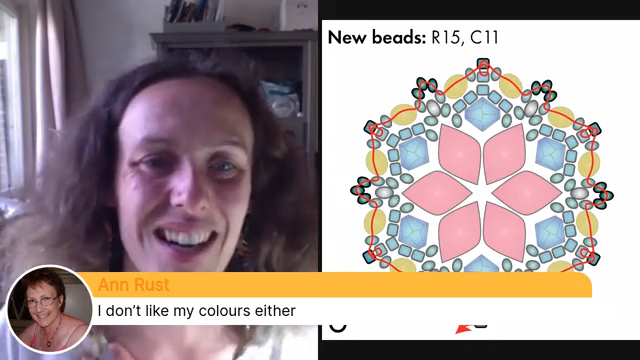 New beads: R15, C11
Ann Rust
I don't like my colours either